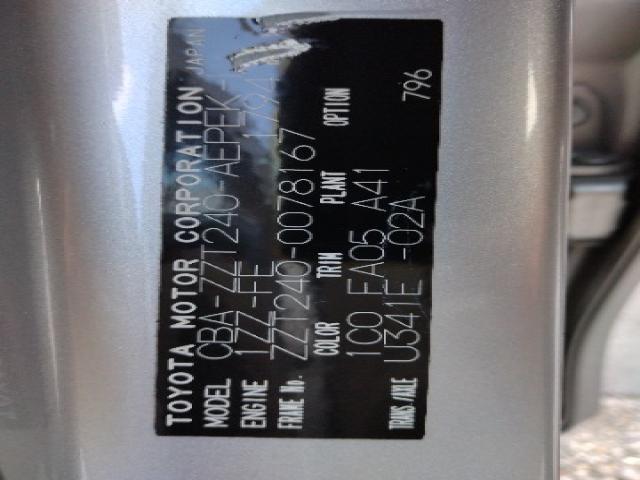 TOYOTA MOTOR CORPORATION JAPAN
MODEL CBA-ZZT240-AEPEK
ENGINE 1ZZ-FE 1794
FRAME No. ZZT240-0078167
COLOR TRIM PLANT OPTION
1C0 FA05 A41
TRANS/AXLE U341E -02A 796